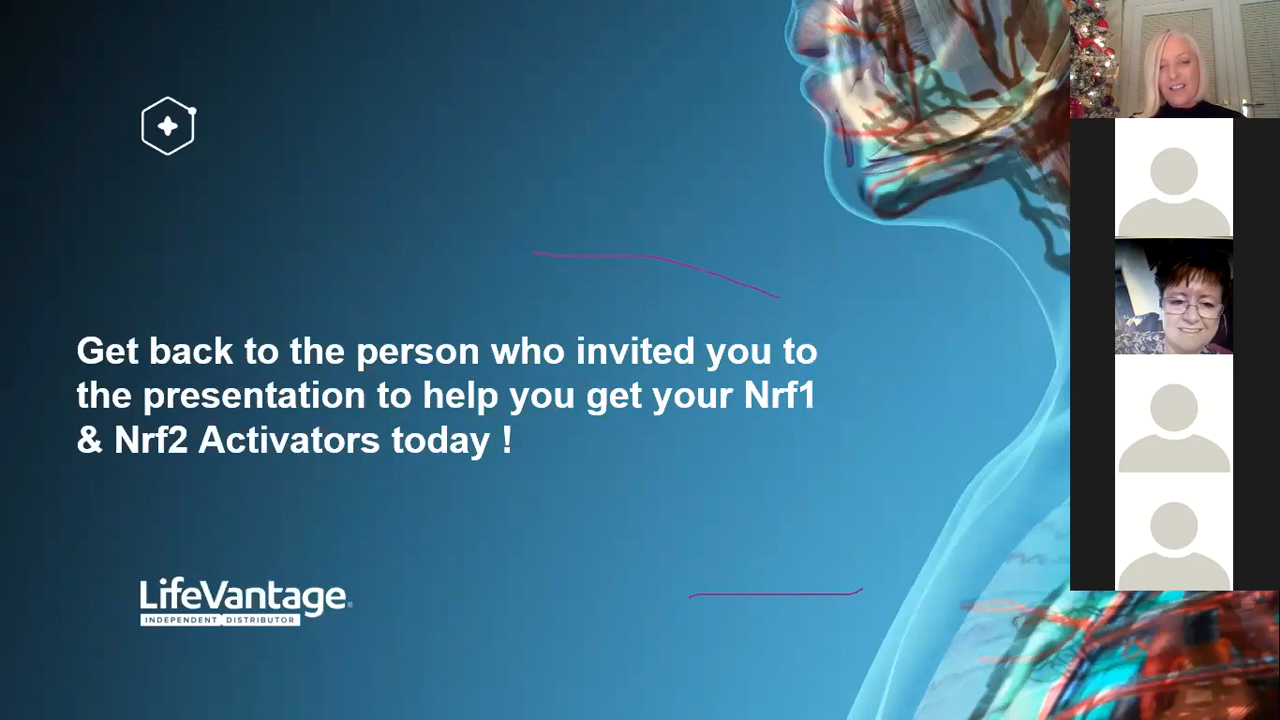 Get back to the person who invited you to
the presentation to help you get your Nrf1
& Nrf2 Activators today !
LifeVantage®
INDEPENDENT DISTRIBUTOR